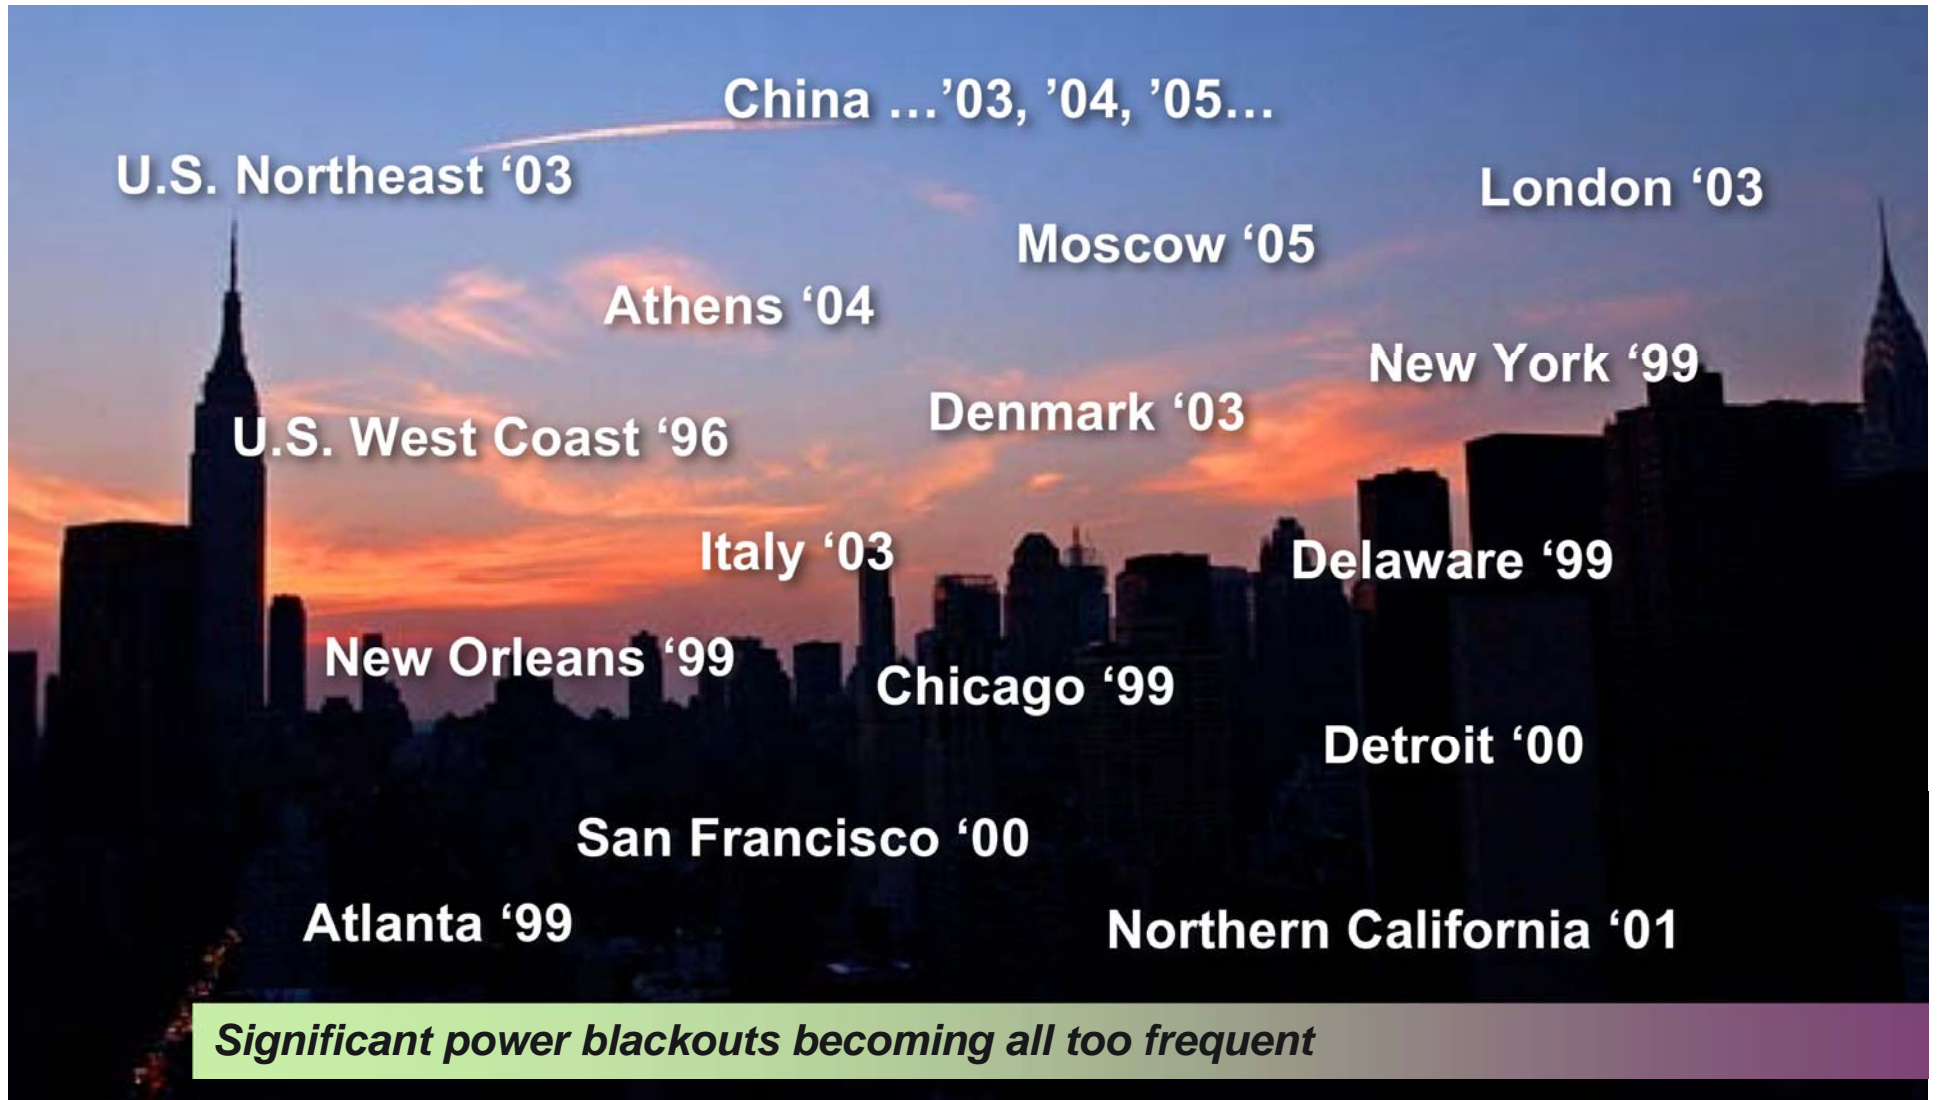 China …’03, ’04, ’05…
U.S. Northeast ‘03
London ‘03
Moscow ‘05
Athens ‘04
New York ‘99
Denmark ‘03
U.S. West Coast ‘96
Italy ‘03
Delaware ‘99
New Orleans ‘99
Chicago ‘99
Detroit ‘00
San Francisco ‘00
Atlanta ‘99
Northern California ‘01
Significant power blackouts becoming all too frequent